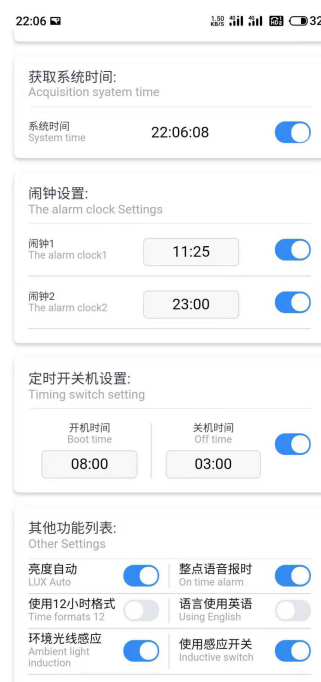 22:06
1.50 KB/S 4G 4G HD 32
获取系统时间:
Acquisition syatem time
系统时间
System time
22:06:08
闹钟设置:
The alarm clock Settings
闹钟1
The alarm clock1
11:25
闹钟2
The alarm clock2
23:00
定时开关机设置:
Timing switch setting
开机时间
Boot time
08:00
关机时间
Off time
03:00
其他功能列表:
Other Settings
亮度自动
LUX Auto
整点语音报时
On time alarm
使用12小时格式
Time formats 12
语言使用英语
Using English
环境光线感应
Ambient light
induction
使用感应开关
Inductive switch